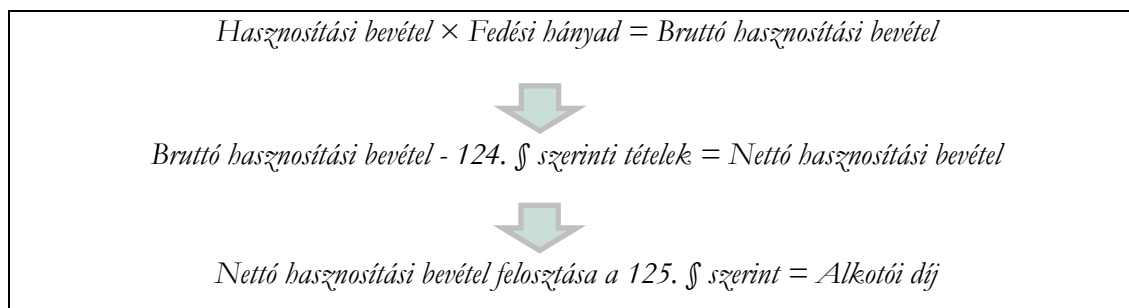 Hasznosítási bevétel × Fedési hányad = Bruttó hasznosítási bevétel
Bruttó hasznosítási bevétel - 124. § szerinti tételek = Nettó hasznosítási bevétel
Nettó hasznosítási bevétel felosztása a 125. § szerint = Alkotói díj